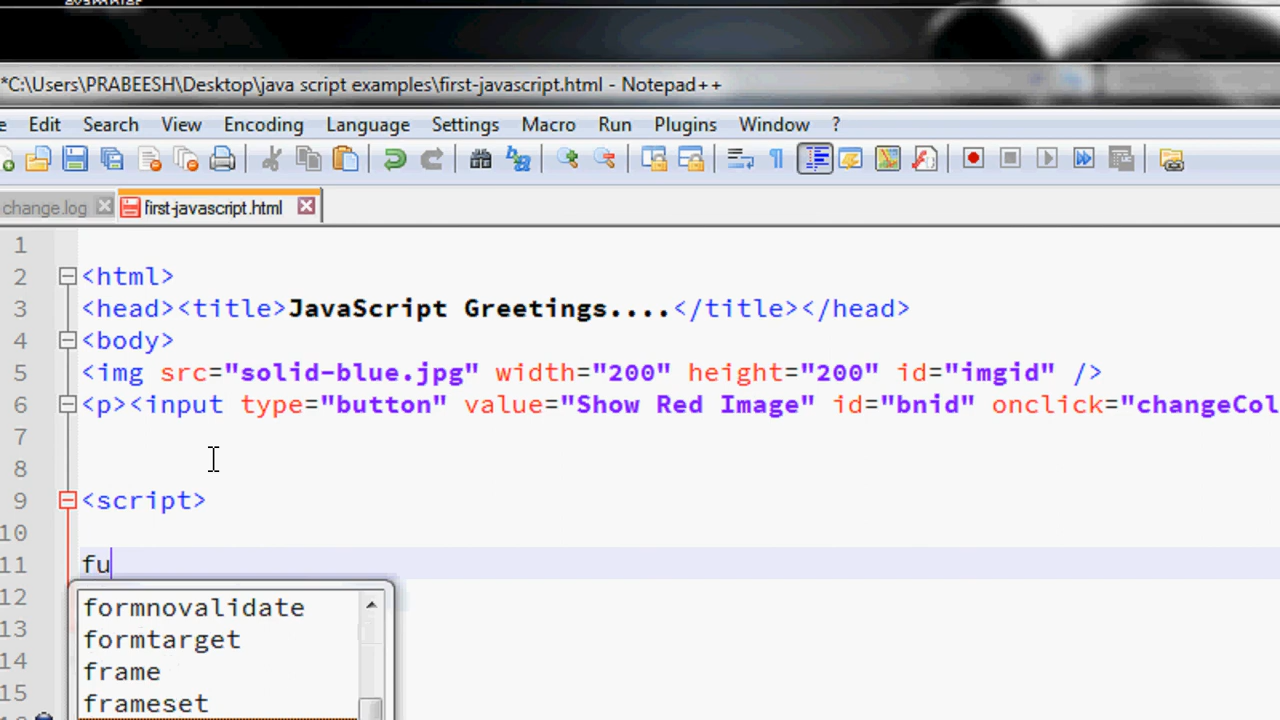 examples
*C:\Users\PRABEESH\Desktop\java script examples\first-javascript.html - Notepad++
e Edit Search View Encoding Language Settings Macro Run Plugins Window ?
change.log first-javascript.html
1
2 <html>
3 <head><title>JavaScript Greetings....</title></head>
4 <body>
5 <img src="solid-blue.jpg" width="200" height="200" id="imgid" />
6 <p><input type="button" value="Show Red Image" id="bnid" onclick="changeCol
7
8
9 <script>
10
11 fu
12 formnovalidate
13 formtarget
14 frame
15 frameset